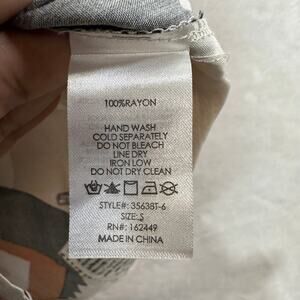 100%RAYON
HAND WASH
COLD SEPARATELY
DO NOT BLEACH
LINE DRY
IRON LOW
DO NOT DRY CLEAN
STYLE#: 35638T-6
SIZE: S
RN#: 162449
MADE IN CHINA